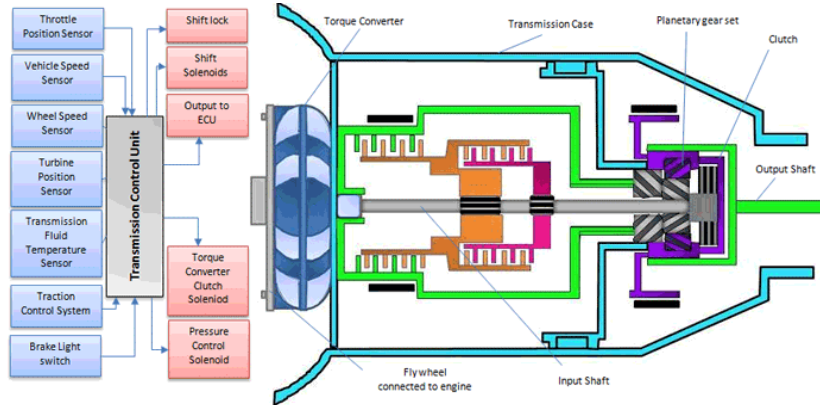 Throttle
Position Sensor
Vehicle Speed
Sensor
Wheel Speed
Sensor
Turbine
Position
Sensor
Transmission
Fluid
Temperature
Sensor
Traction
Control System
Brake Light
switch
Transmission Control Unit
Shift lock
Shift
Solenoids
Output to
ECU
Torque
Converter
Clutch
Soleniod
Pressure
Control
Solenoid
Torque Converter
Transmission Case
Planetary gear set
Clutch
Output Shaft
Fly wheel
connected to engine
Input Shaft